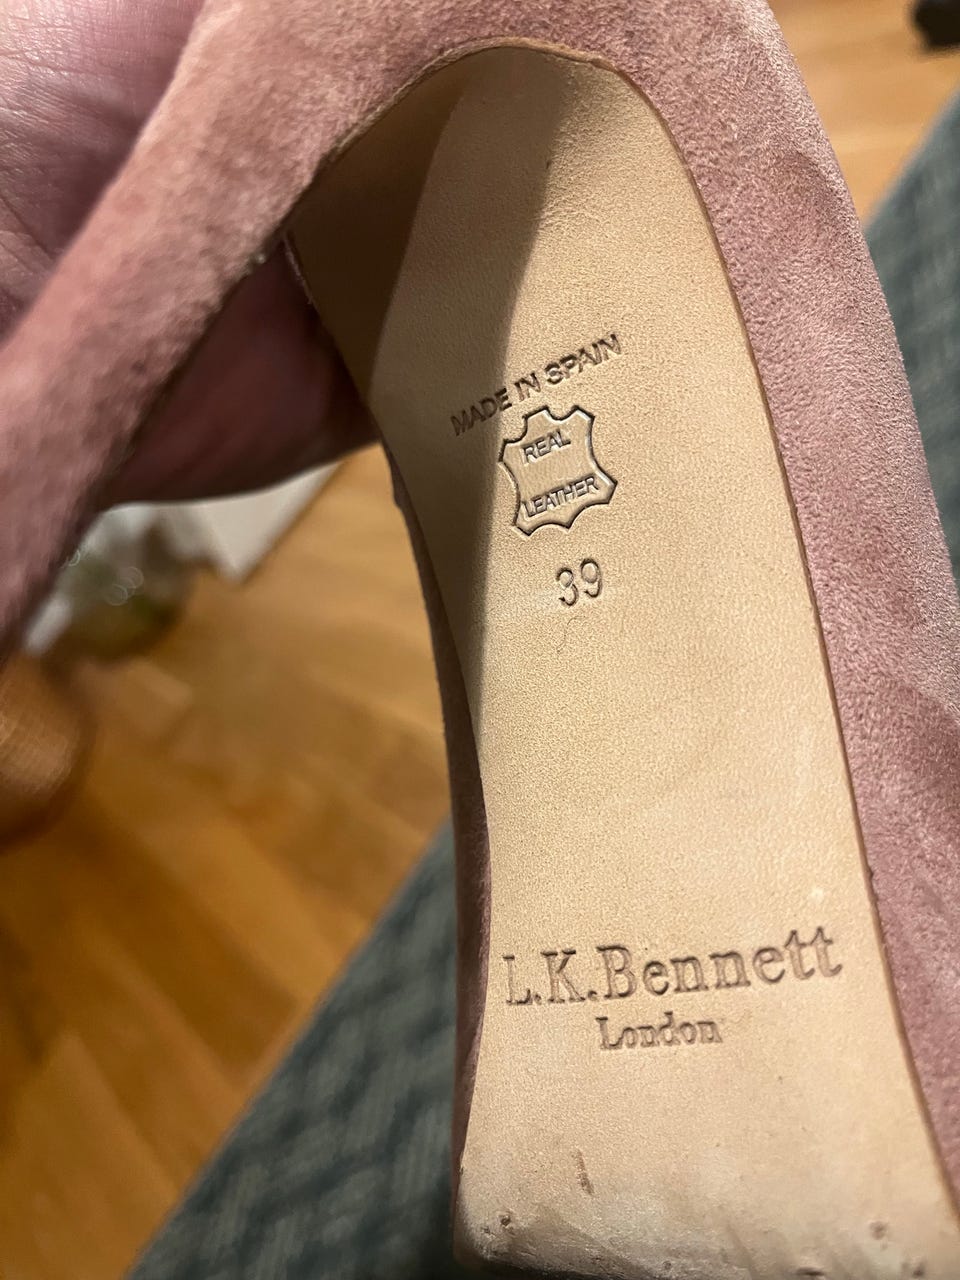 MADE IN SPAIN
REAL
LEATHER
39
L.K.Bennett
London